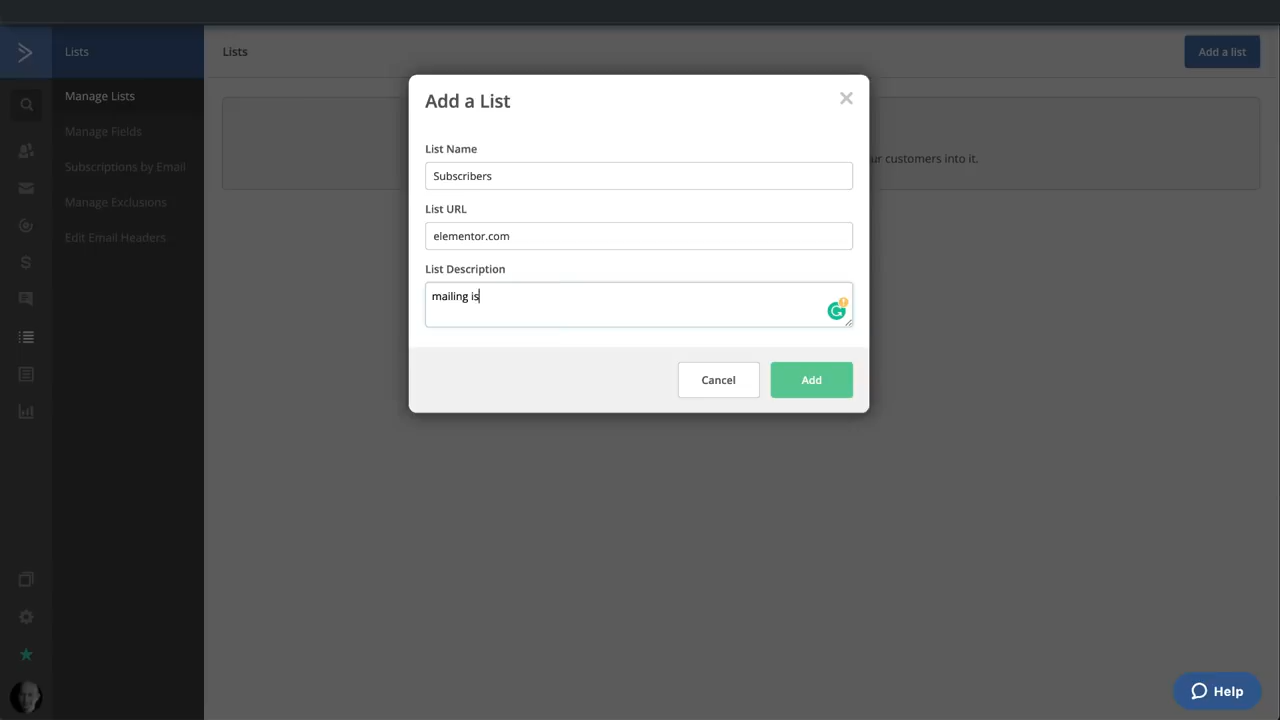 Lists
Lists
Add a list
Manage Lists
Manage Fields
Subscriptions by Email
Manage Exclusions
Edit Email Headers
customers into it.
Add a List
List Name
Subscribers
List URL
elementor.com
List Description
mailing is
Cancel
Add
Help